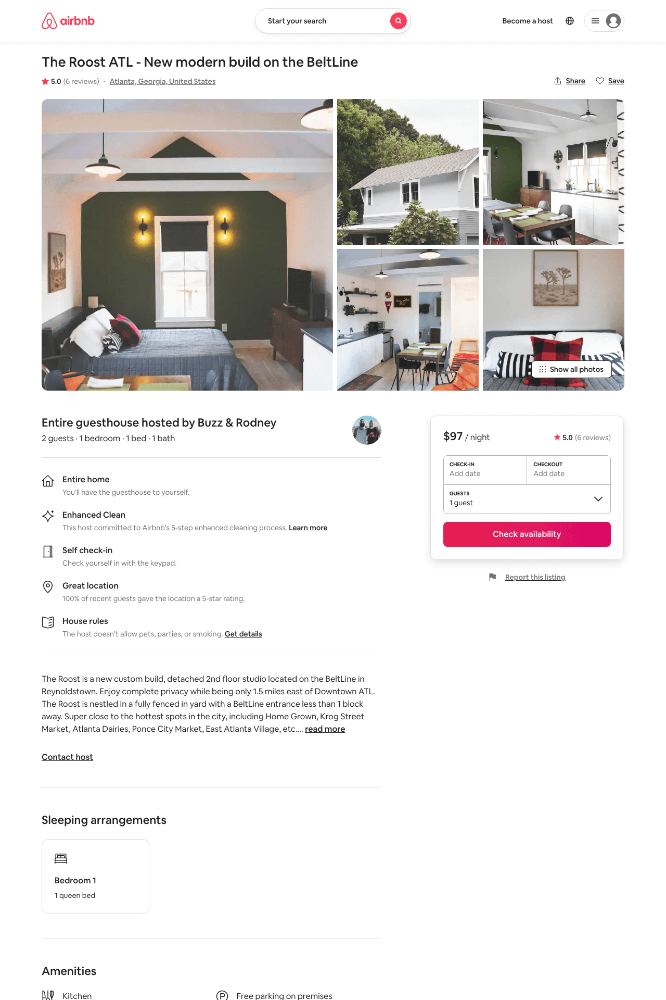 airbnb
Start your search
Become a host
The Roost ATL - New modern build on the BeltLine
5.0 (6 reviews) · Atlanta, Georgia, United States
Share
Save
Show all photos
Entire guesthouse hosted by Buzz & Rodney
2 guests · 1 bedroom · 1 bed · 1 bath
$97 / night
5.0 (6 reviews)
CHECK-IN
Add date
CHECKOUT
Add date
GUESTS
1 guest
Check availability
Report this listing
Entire home
You’ll have the guesthouse to yourself.
Enhanced Clean
This host committed to Airbnb's 5-step enhanced cleaning process. Learn more
Self check-in
Check yourself in with the keypad.
Great location
100% of recent guests gave the location a 5-star rating.
House rules
The host doesn’t allow pets, parties, or smoking. Get details
The Roost is a new custom build, detached 2nd floor studio located on the BeltLine in
Reynoldstown. Enjoy complete privacy while being only 1.5 miles east of Downtown ATL.
The Roost is nestled in a fully fenced in yard with a BeltLine entrance less than 1 block
away. Super close to the hottest spots in the city, including Home Grown, Krog Street
Market, Atlanta Dairies, Ponce City Market, East Atlanta Village, etc.... read more
Contact host
Sleeping arrangements
Bedroom 1
1 queen bed
Amenities
Kitchen
Free parking on premises